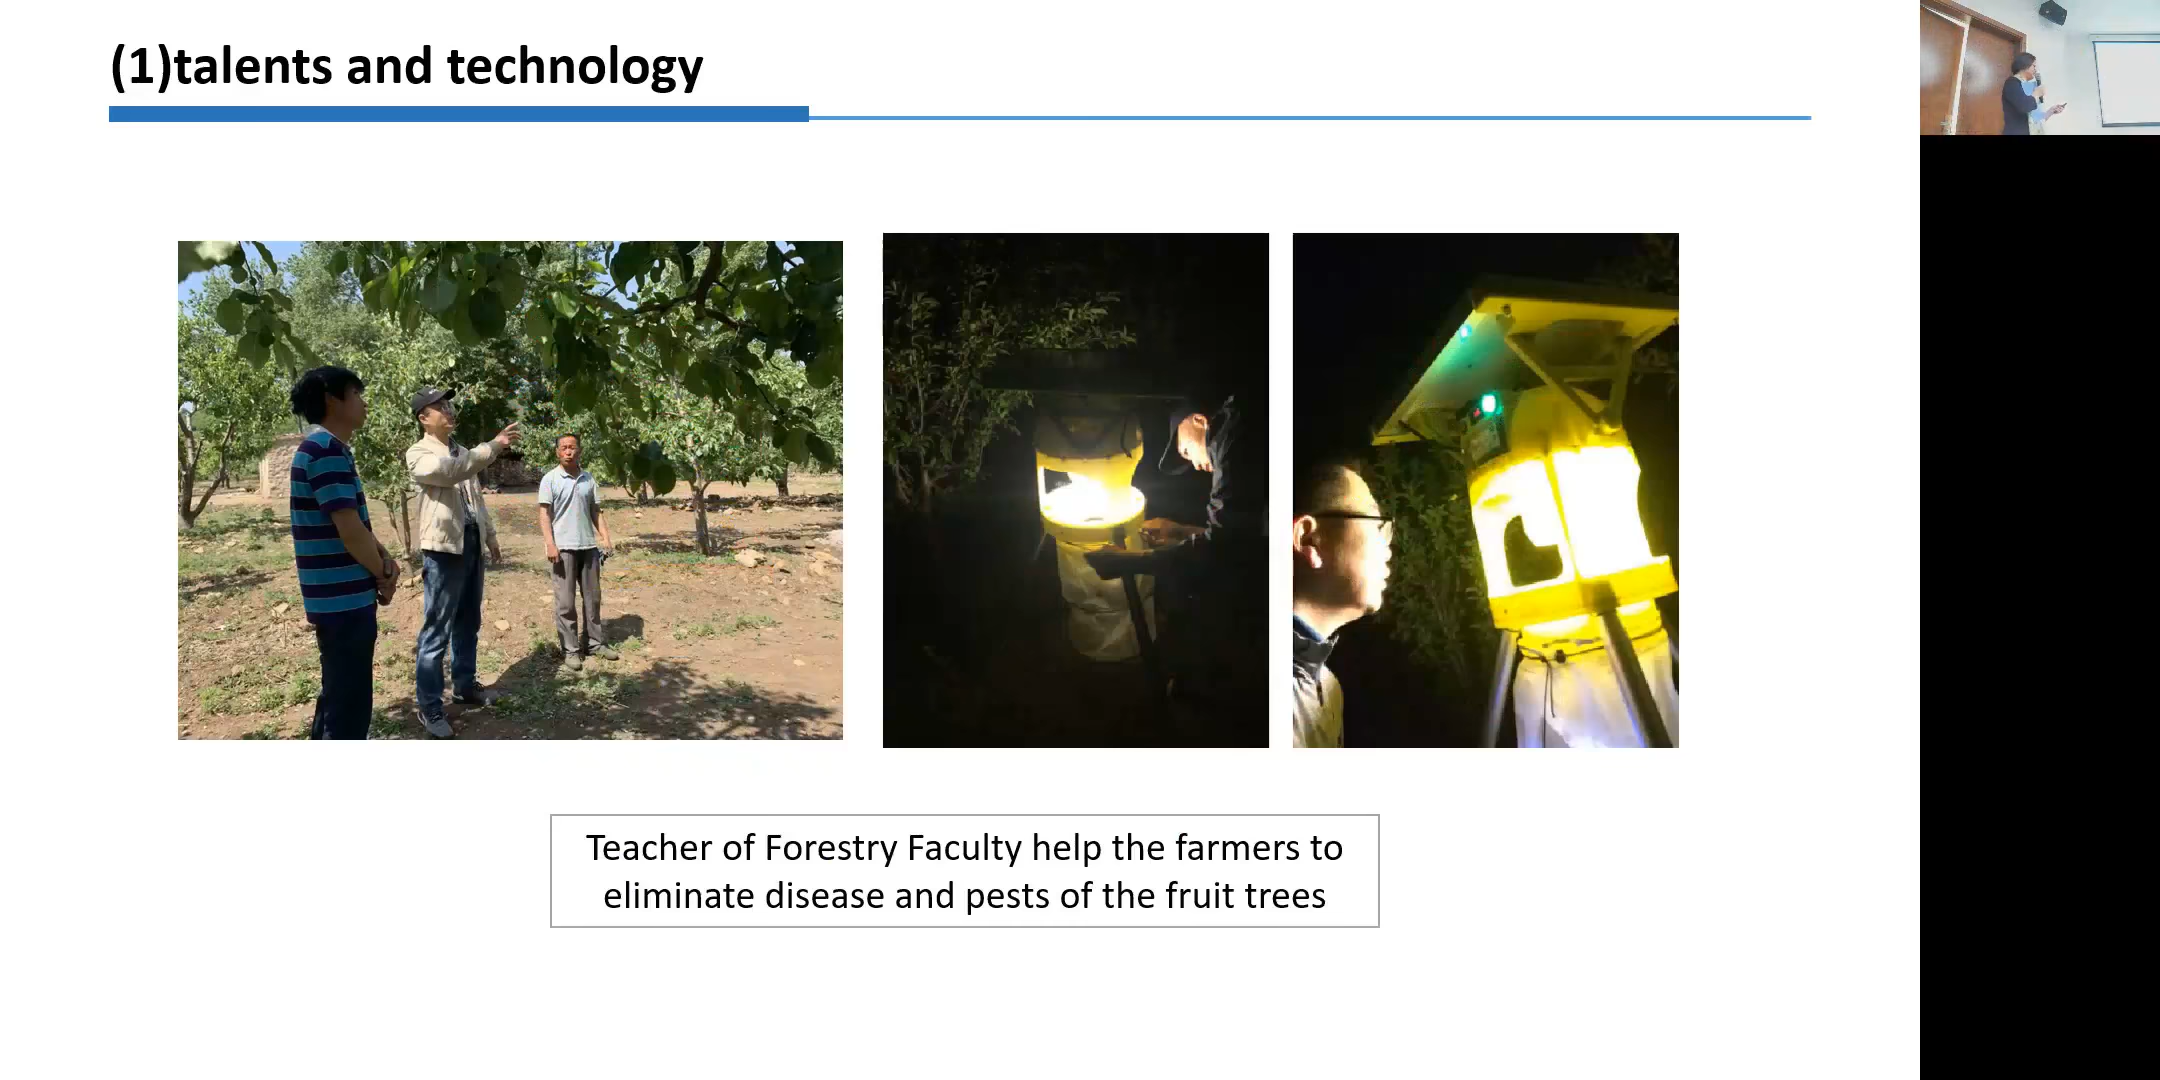 (1)talents and technology
Teacher of Forestry Faculty help the farmers to
eliminate disease and pests of the fruit trees